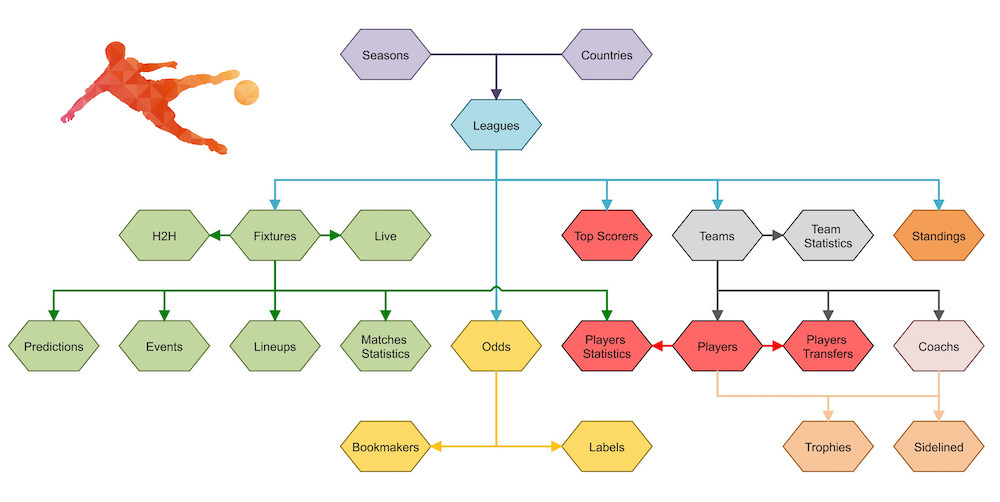 Seasons
Countries
Leagues
H2H
Fixtures
Live
Top Scorers
Teams
Team
Statistics
Standings
Predictions
Events
Lineups
Matches
Statistics
Odds
Players
Statistics
Players
Players
Transfers
Coachs
Bookmakers
Labels
Trophies
Sidelined